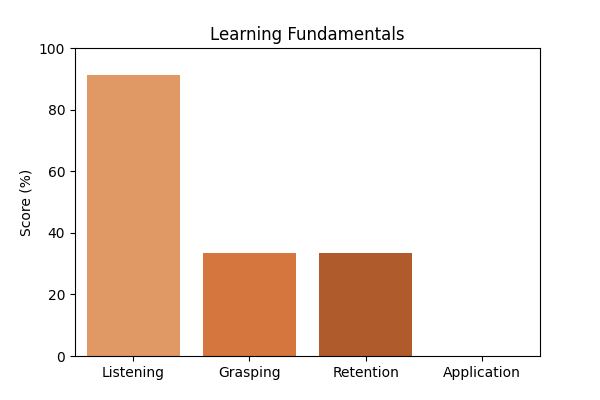 Learning Fundamentals
100
80
60
40
20
0
Score (%)
Listening Grasping Retention Application